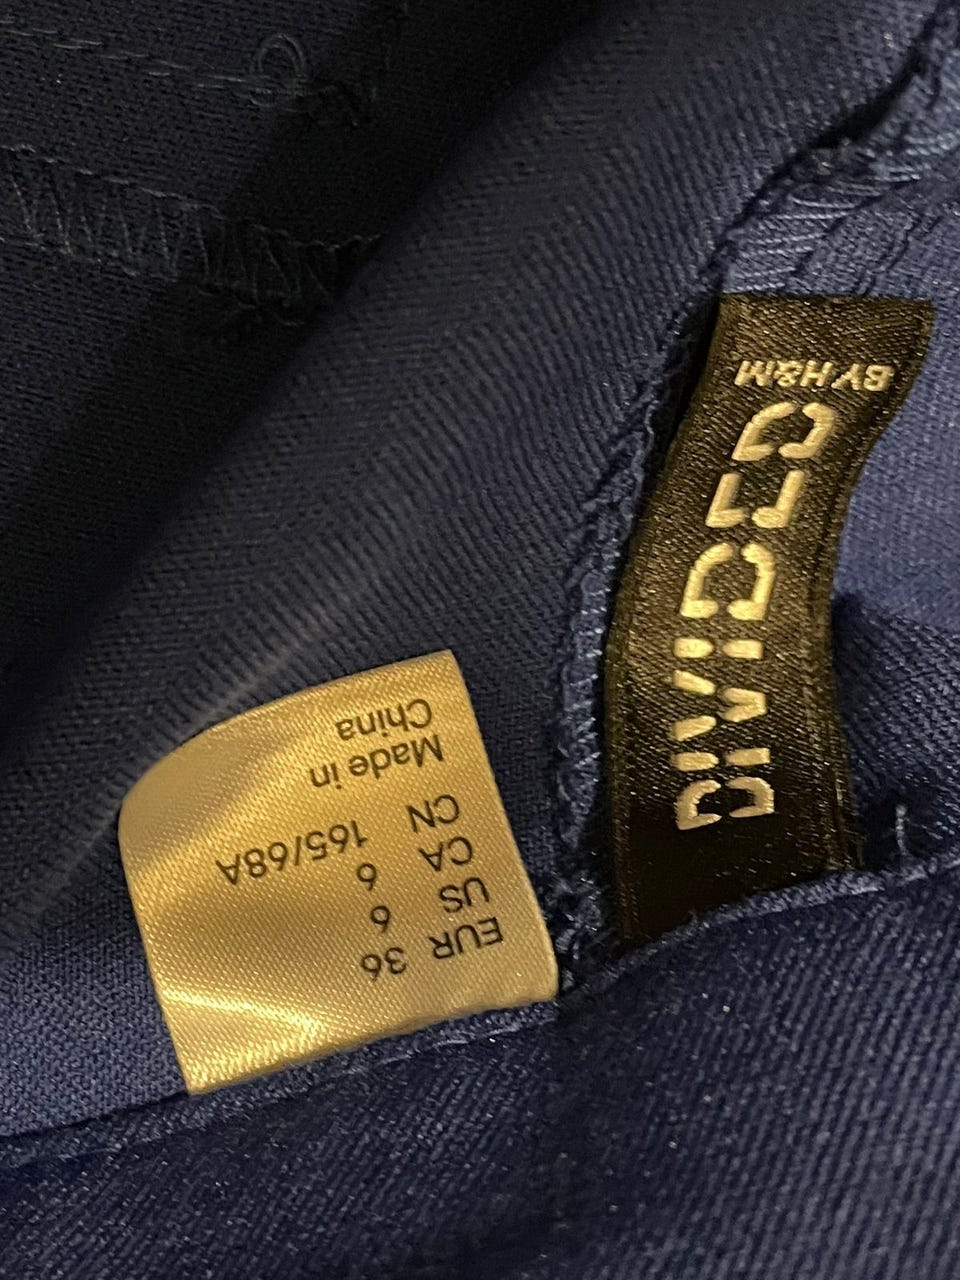 DIVIDED
BY H&M
EUR 36
US 6
CA 6
CN 165/68A
Made in
China